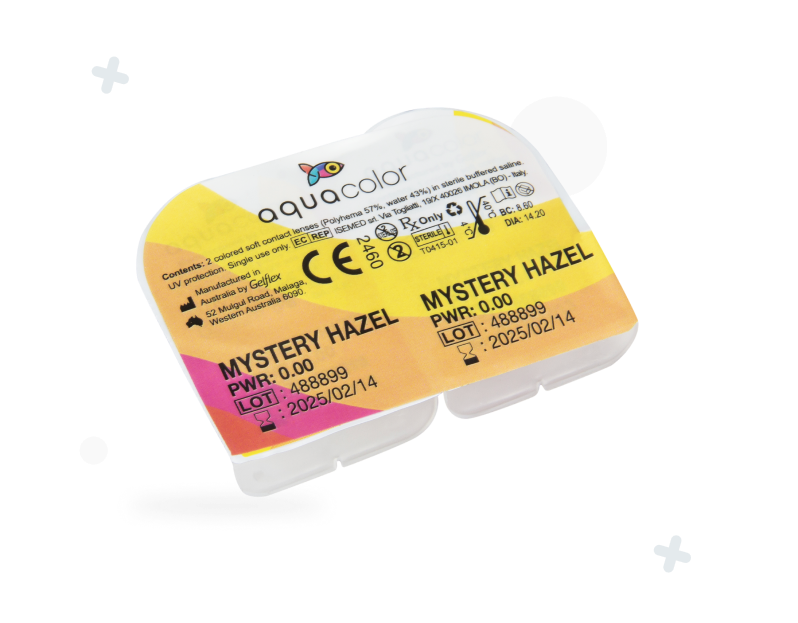 aquacolor
Contents: 2 colored soft contact lenses (Polyhema 57%, water 43%) in sterile buffered saline.
UV protection. Single use only. EC REP ISEMED srl. Via Togliatti, 19/X 40026 IMOLA (BO) - Italy.
Manufactured in
Australia by Gelflex
52 Mulgul Road. Malaga.
Western Australia 6090.
CE
2460
Rx Only
2
STERILE
T0415-01
4
40
BC: 8.60
DIA: 14.20
MYSTERY HAZEL
PWR: 0.00
LOT : 488899
: 2025/02/14
MYSTERY HAZEL
PWR: 0.00
LOT : 488899
: 2025/02/14